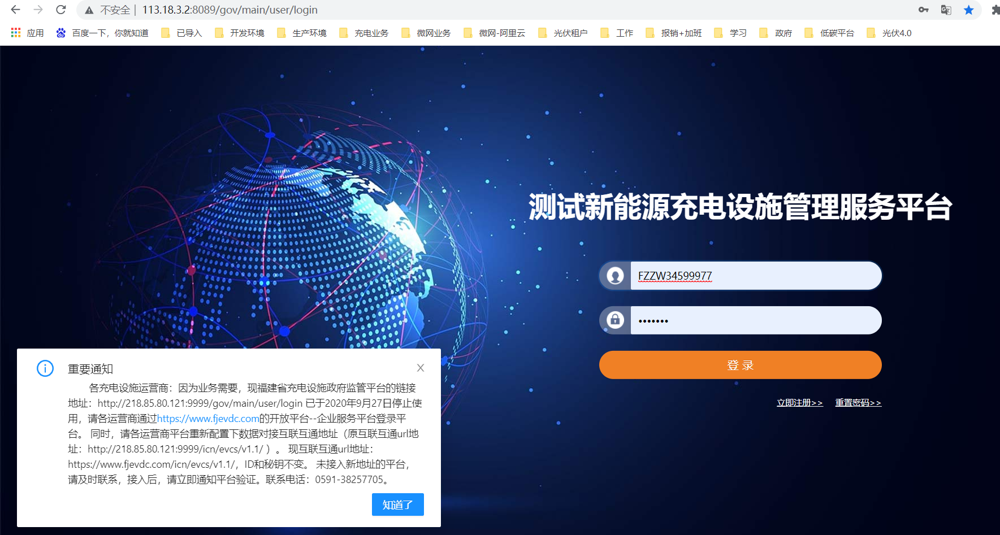 不安全 | 113.18.3.2:8089/gov/main/user/login
应用 百度一下，你就知道 已导入 开发环境 生产环境 充电业务 微网业务 微网-阿里云 光伏租户 工作 报销+加班 学习 政府 低碳平台 光伏4.0
测试新能源充电设施管理服务平台
FZZW34599977
•••••••
登 录
立即注册>> 重置密码>>
重要通知
各充电设施运营商：因为业务需要，现福建省充电设施政府监管平台的链接
地址：http://218.85.80.121:9999/gov/main/user/login 已于2020年9月27日停止使
用，请各运营商通过https://www.fjevdc.com的开放平台--企业服务平台登录平
台。 同时，请各运营商平台重新配置下数据对接互联互通地址（原互联互通url地
址：http://218.85.80.121:9999/icn/evcs/v1.1/ ）。 现互联互通url地址：
https://www.fjevdc.com/icn/evcs/v1.1/，ID和秘钥不变。 未接入新地址的平台，
请及时联系，接入后，请立即通知平台验证。联系电话：0591-38257705。
知道了